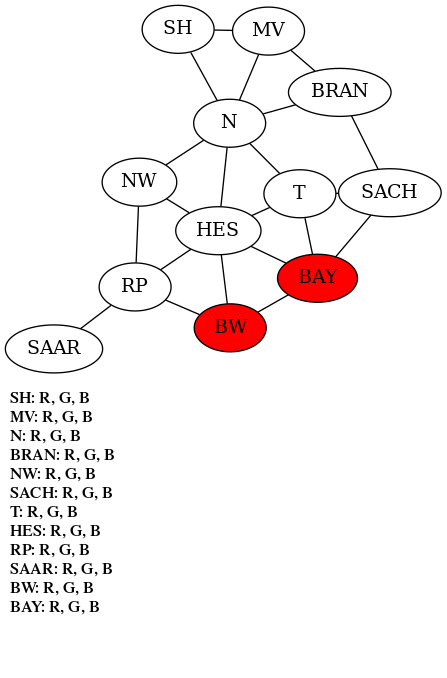 SH
MV
BRAN
N
NW
T
SACH
HES
BAY
RP
BW
SAAR
SH: R, G, B
MV: R, G, B
N: R, G, B
BRAN: R, G, B
NW: R, G, B
SACH: R, G, B
T: R, G, B
HES: R, G, B
RP: R, G, B
SAAR: R, G, B
BW: R, G, B
BAY: R, G, B